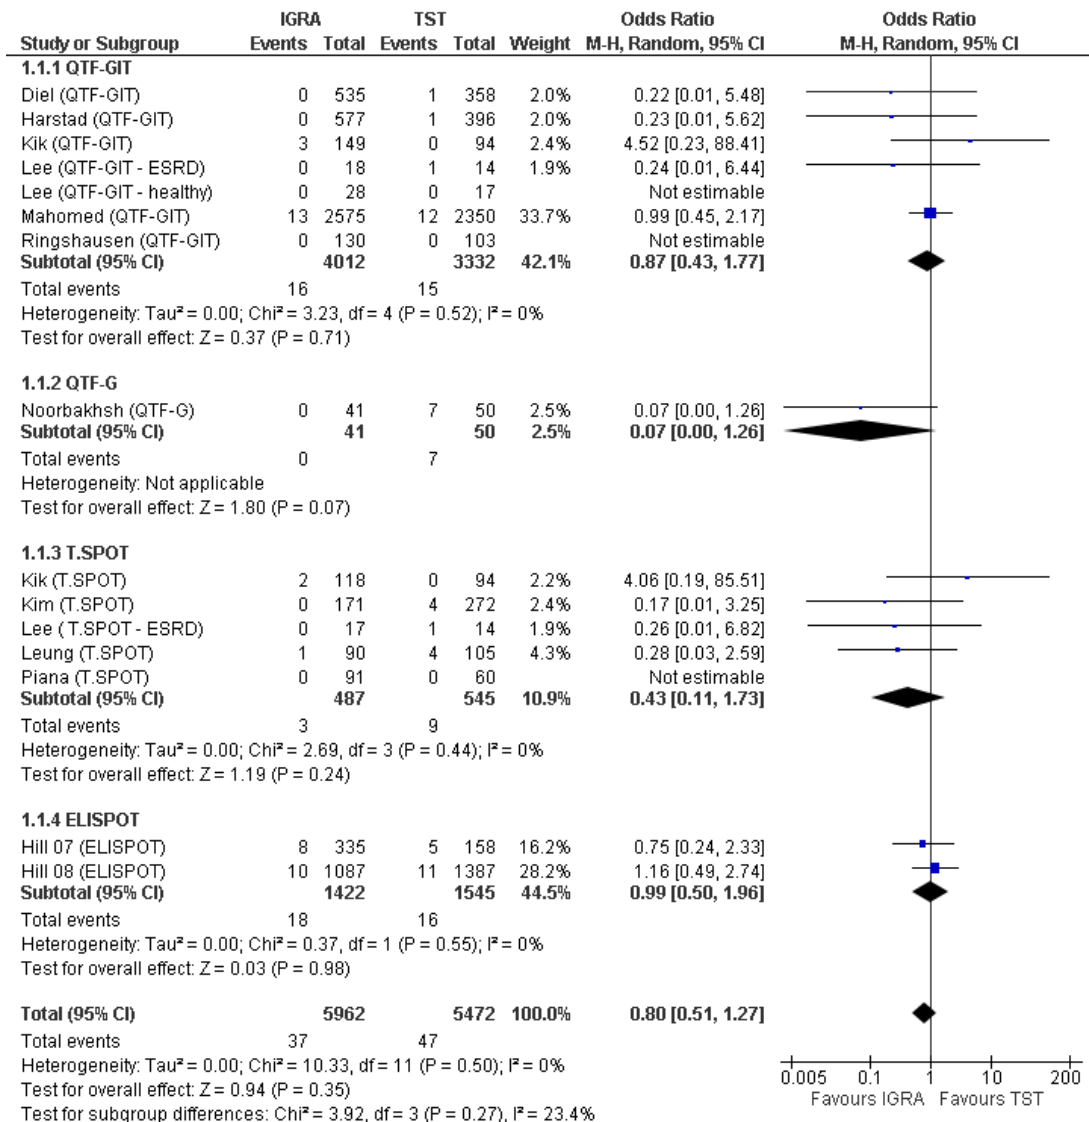 IGRA TST Odds Ratio Odds Ratio
Study or Subgroup Events Total Events Total Weight M-H, Random, 95% CI M-H, Random, 95% CI
1.1.1 QTF-GIT
Diel (QTF-GIT) 0 535 1 358 2.0% 0.22 [0.01, 5.48]
Harstad (QTF-GIT) 0 577 1 396 2.0% 0.23 [0.01, 5.62]
Kik (QTF-GIT) 3 149 0 94 2.4% 4.52 [0.23, 88.41]
Lee (QTF-GIT - ESRD) 0 18 1 14 1.9% 0.24 [0.01, 6.44]
Lee (QTF-GIT - healthy) 0 28 0 17 Not estimable
Mahomed (QTF-GIT) 13 2575 12 2350 33.7% 0.99 [0.45, 2.17]
Ringshausen (QTF-GIT) 0 130 0 103 Not estimable
Subtotal (95% CI) 4012 3332 42.1% 0.87 [0.43, 1.77]
Total events 16 15
Heterogeneity: Tau² = 0.00; Chi² = 3.23, df = 4 (P = 0.52); I² = 0%
Test for overall effect: Z = 0.37 (P = 0.71)
1.1.2 QTF-G
Noorbakhsh (QTF-G) 0 41 7 50 2.5% 0.07 [0.00, 1.26]
Subtotal (95% CI) 41 50 2.5% 0.07 [0.00, 1.26]
Total events 0 7
Heterogeneity: Not applicable
Test for overall effect: Z = 1.80 (P = 0.07)
1.1.3 T.SPOT
Kik (T.SPOT) 2 118 0 94 2.2% 4.06 [0.19, 85.51]
Kim (T.SPOT) 0 171 4 272 2.4% 0.17 [0.01, 3.25]
Lee ( T.SPOT - ESRD) 0 17 1 14 1.9% 0.26 [0.01, 6.82]
Leung (T.SPOT) 1 90 4 105 4.3% 0.28 [0.03, 2.59]
Piana (T.SPOT) 0 91 0 60 Not estimable
Subtotal (95% CI) 487 545 10.9% 0.43 [0.11, 1.73]
Total events 3 9
Heterogeneity: Tau² = 0.00; Chi² = 2.69, df = 3 (P = 0.44); I² = 0%
Test for overall effect: Z = 1.19 (P = 0.24)
1.1.4 ELISPOT
Hill 07 (ELISPOT) 8 335 5 158 16.2% 0.75 [0.24, 2.33]
Hill 08 (ELISPOT) 10 1087 11 1387 28.2% 1.16 [0.49, 2.74]
Subtotal (95% CI) 1422 1545 44.5% 0.99 [0.50, 1.96]
Total events 18 16
Heterogeneity: Tau² = 0.00; Chi² = 0.37, df = 1 (P = 0.55); I² = 0%
Test for overall effect: Z = 0.03 (P = 0.98)
Total (95% CI) 5962 5472 100.0% 0.80 [0.51, 1.27]
Total events 37 47
Heterogeneity: Tau² = 0.00; Chi² = 10.33, df = 11 (P = 0.50); I² = 0%
Test for overall effect: Z = 0.94 (P = 0.35)
Test for subgroup differences: Chi² = 3.92, df = 3 (P = 0.27), I² = 23.4%
0.005 0.1 1 10 200
Favours IGRA Favours TST